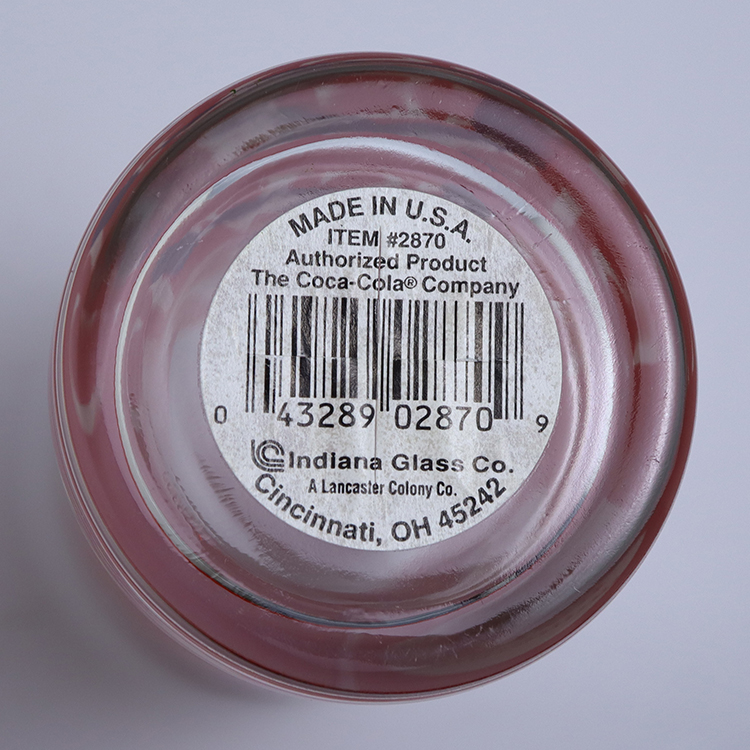 MADE IN U.S.A.
ITEM #2870
Authorized Product
The Coca-Cola® Company
0 43289 02870 9
Indiana Glass Co.
A Lancaster Colony Co.
Cincinnati, OH 45242